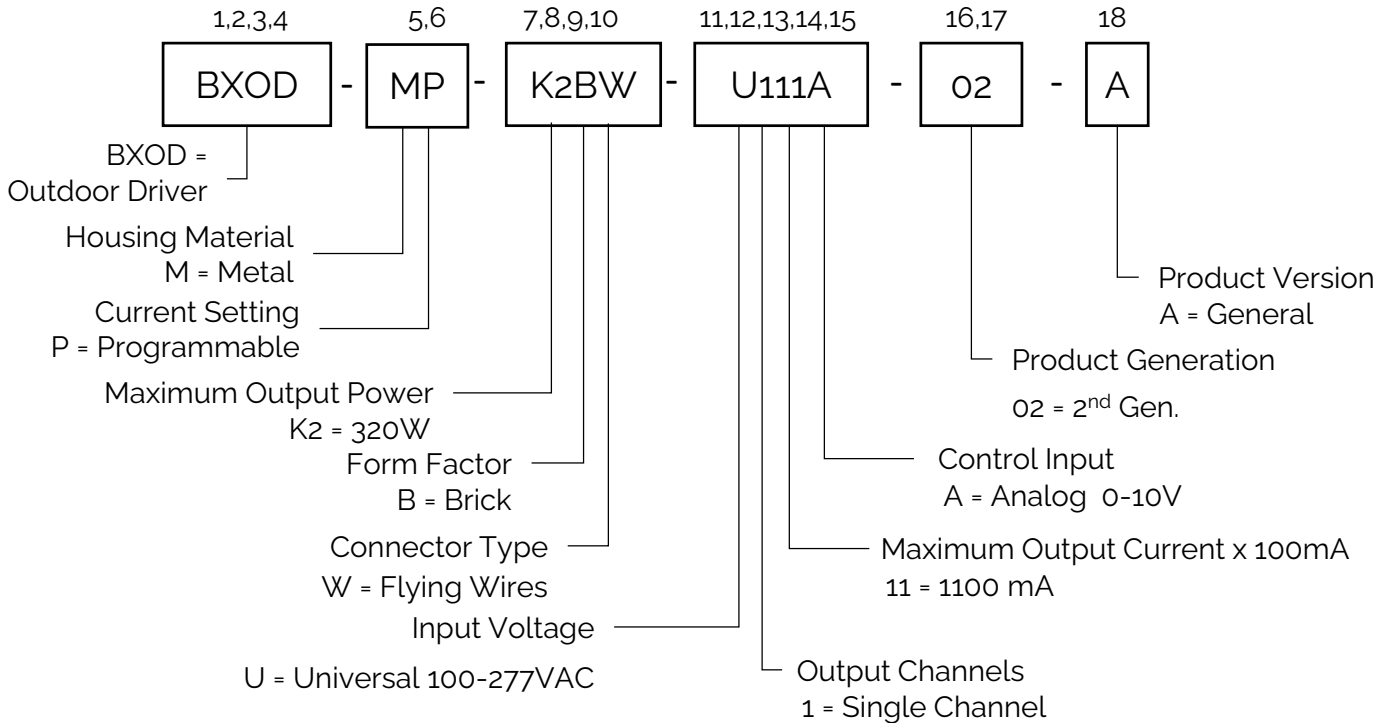 1,2,3,4 5,6 7,8,9,10 11,12,13,14,15 16,17 18
BXOD - MP - K2BW - U111A - 02 - A
BXOD =
Outdoor Driver
Housing Material
M = Metal
Current Setting
P = Programmable
Maximum Output Power
K2 = 320W
Form Factor
B = Brick
Connector Type
W = Flying Wires
Input Voltage
U = Universal 100-277VAC
Product Version
A = General
Product Generation
02 = 2nd Gen.
Control Input
A = Analog 0-10V
Maximum Output Current x 100mA
11 = 1100 mA
Output Channels
1 = Single Channel